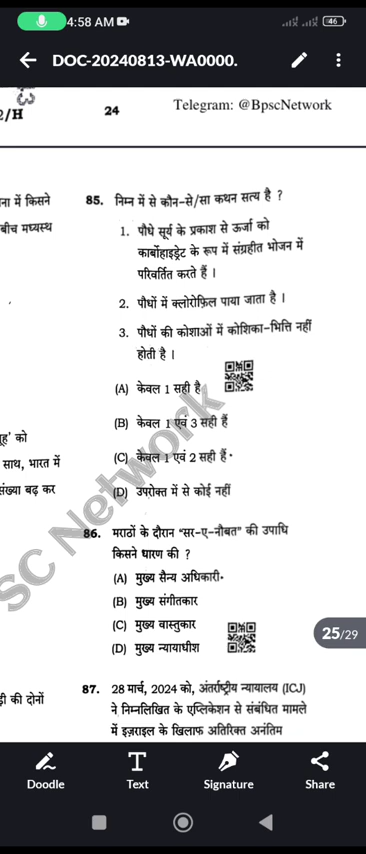 4:58 AM
46
DOC-20240813-WA0000.
2/H
24
Telegram: @BpscNetwork
ना में किसने
बीच मध्यस्थ
85. निम्न में से कौन-से/सा कथन सत्य है ?
1. पौधे सूर्य के प्रकाश से ऊर्जा को
कार्बोहाइड्रेट के रूप में संग्रहीत भोजन में
परिवर्तित करते हैं ।
2. पौधों में क्लोरोफ़िल पाया जाता है ।
3. पौधों की कोशाओं में कोशिका-भित्ति नहीं
होती है ।
(A) केवल 1 सही है
(B) केवल 1 एवं 3 सही हैं
(C) केवल 1 एवं 2 सही हैं
(D) उपरोक्त में से कोई नहीं
को
साथ, भारत में
संख्या बढ़ कर
SC Network
86. मराठों के दौरान “सर-ए-नौबत” की उपाधि
किसने धारण की ?
(A) मुख्य सैन्य अधिकारी
(B) मुख्य संगीतकार
(C) मुख्य वास्तुकार
(D) मुख्य न्यायाधीश
25/29
ड़ी की दोनों
87. 28 मार्च, 2024 को, अंतर्राष्ट्रीय न्यायालय (ICJ)
ने निम्नलिखित के एप्लिकेशन से संबंधित मामले
में इज़राइल के खिलाफ अतिरिक्त अनंतिम
Doodle
Text
Signature
Share